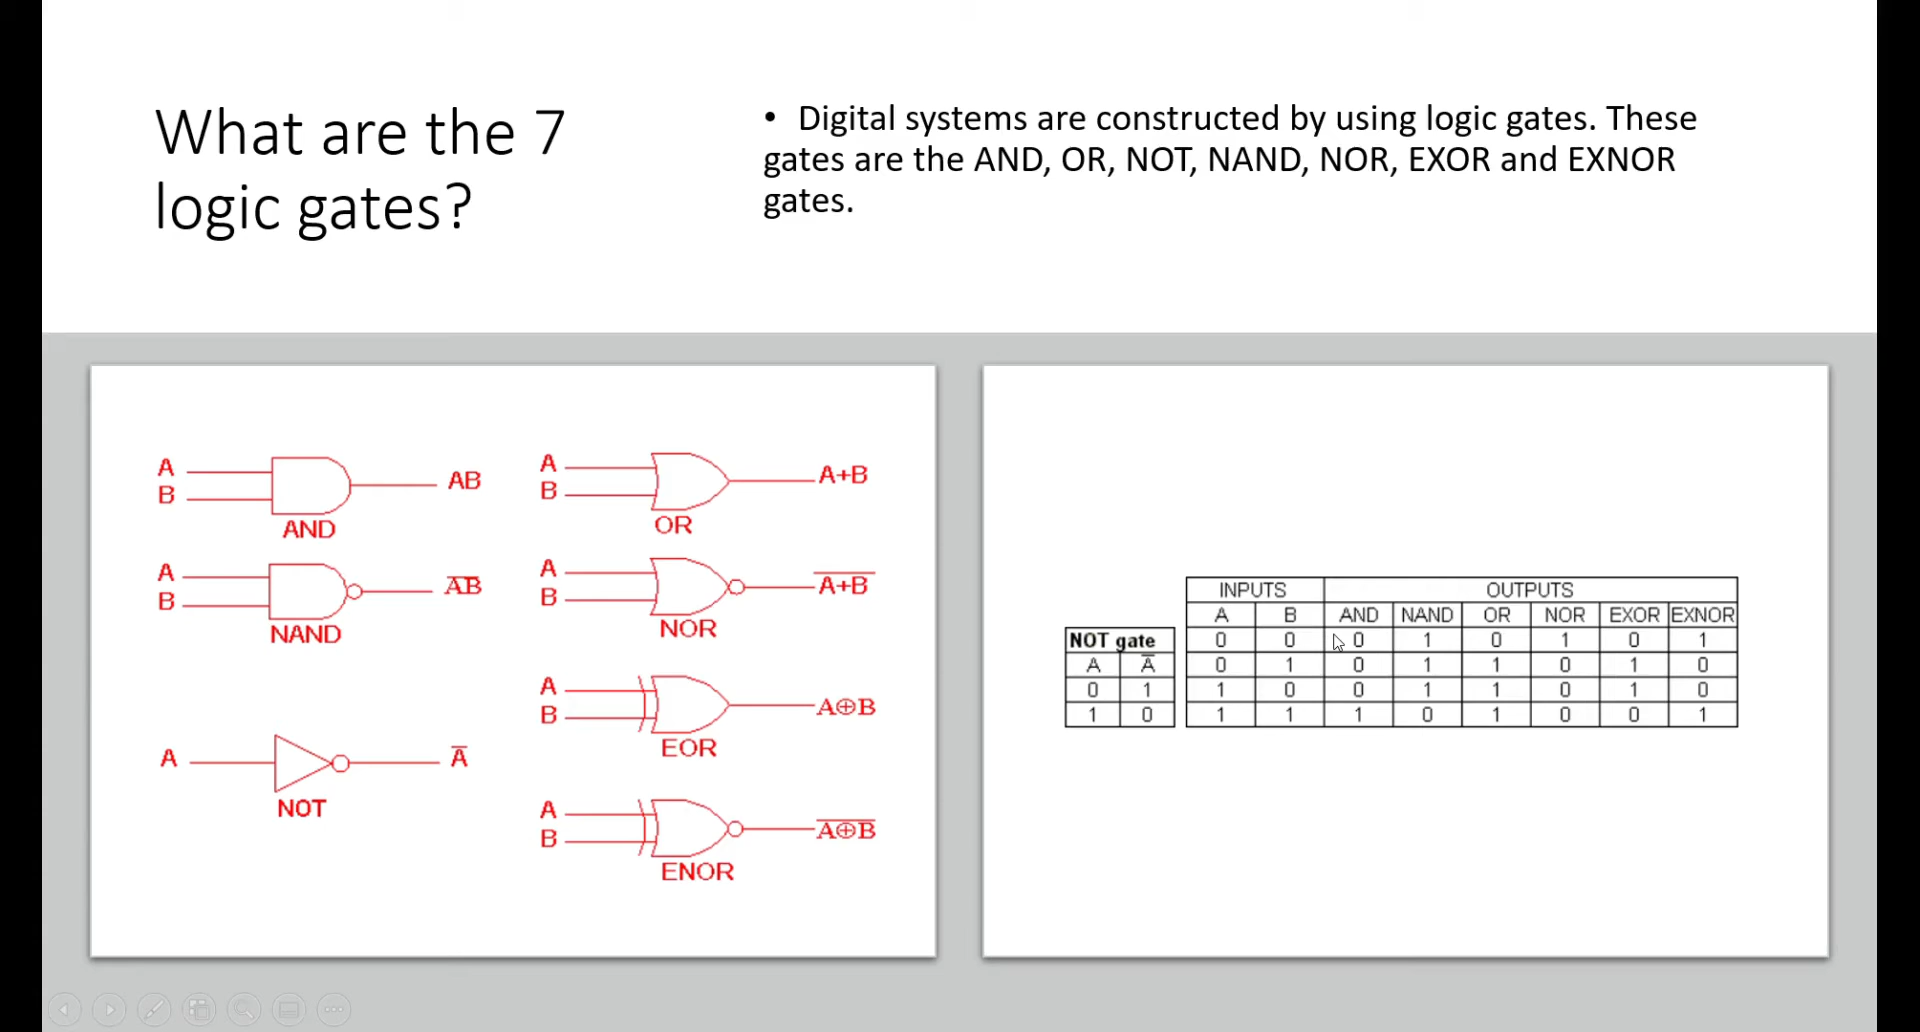 What are the 7
logic gates?
• Digital systems are constructed by using logic gates. These
gates are the AND, OR, NOT, NAND, NOR, EXOR and EXNOR
gates.
A
B
AB
AND
A
B
A̅B̅
NAND
A
A̅
NOT
A
B
A+B
OR
A
B
A̅+̅B̅
NOR
A
B
A⊕B
EOR
A
B
A̅⊕̅B̅
ENOR
NOT gate
A A̅
0 1
1 0
INPUTS OUTPUTS
A B AND NAND OR NOR EXOR EXNOR
0 0 0 1 0 1 0 1
0 1 0 1 1 0 1 0
1 0 0 1 1 0 1 0
1 1 1 0 1 0 0 1